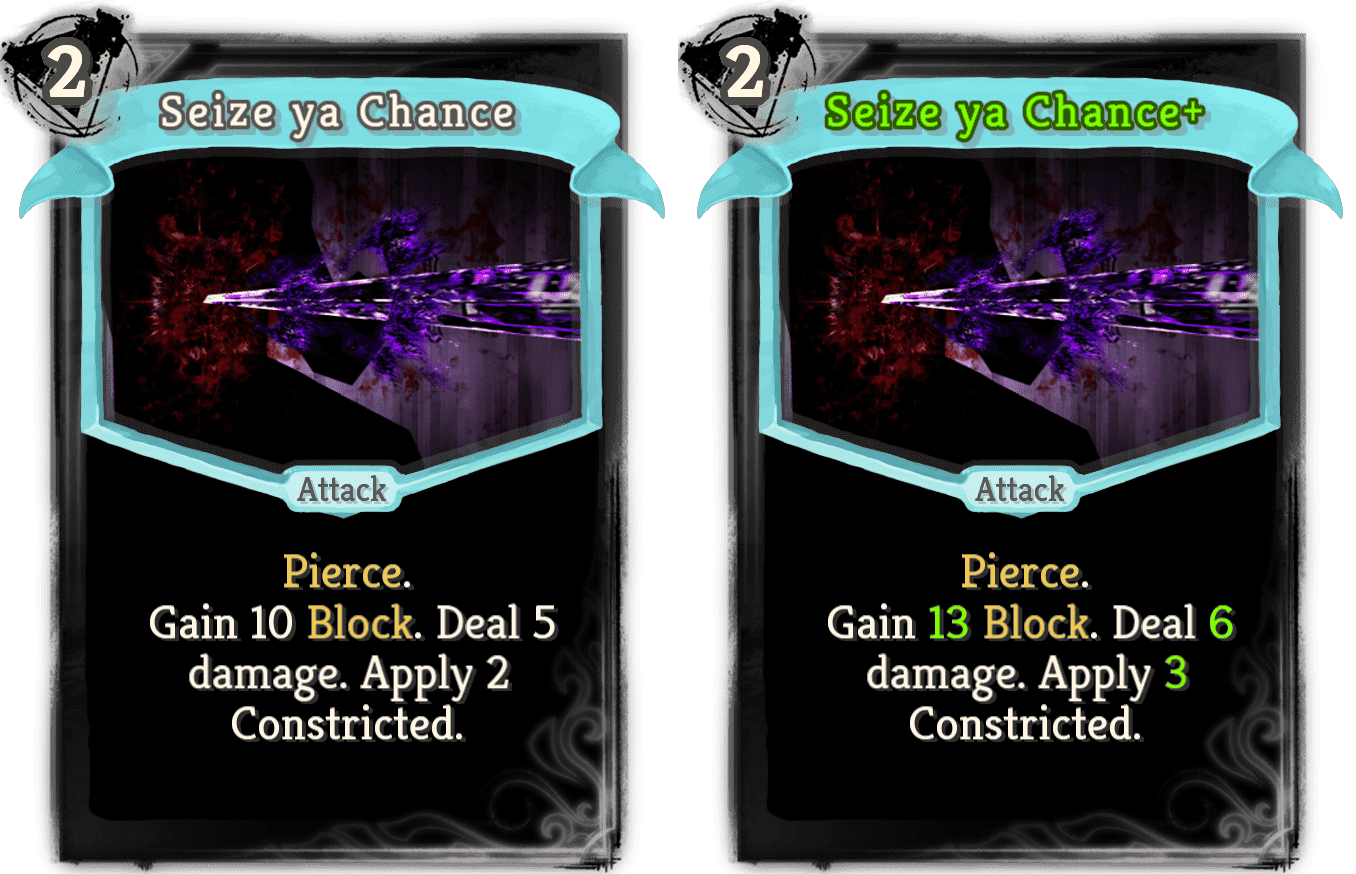 2
Seize ya Chance
Attack
Pierce.
Gain 10 Block. Deal 5
damage. Apply 2
Constricted.
2
Seize ya Chance+
Attack
Pierce.
Gain 13 Block. Deal 6
damage. Apply 3
Constricted.